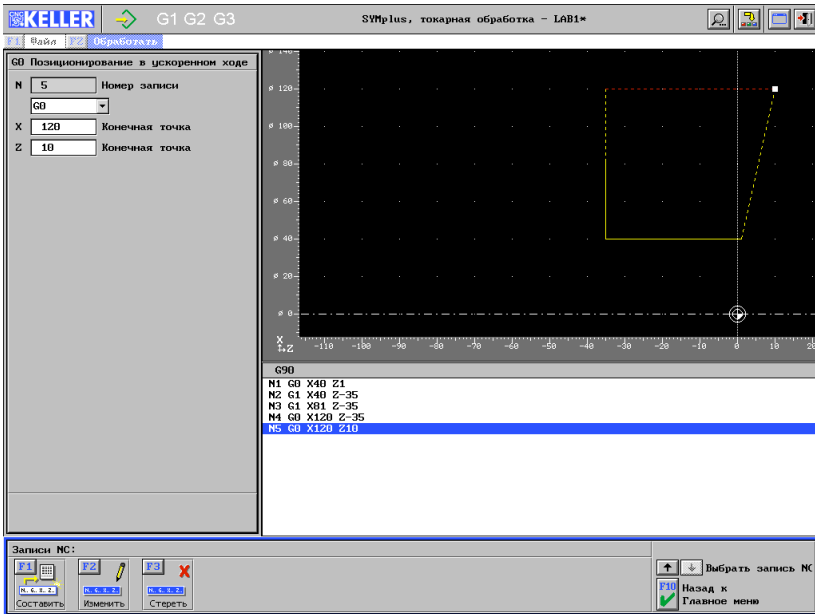 KELLER G1 G2 G3 SYMplus, токарная обработка - LAB1*
F1 Файл F2 Обработать
G0 Позиционирование в ускоренном ходе
N 5 Номер записи
G0
X 120 Конечная точка
Z 10 Конечная точка
ø 140
ø 120
ø 100
ø 80
ø 60
ø 40
ø 20
ø 0
X
Z
-110 -100 -90 -80 -70 -60 -50 -40 -30 -20 -10 0 10 20
G90
N1 G0 X40 Z1
N2 G1 X40 Z-35
N3 G1 X81 Z-35
N4 G0 X120 Z-35
N5 G0 X120 Z10
Записи NC:
F1 F2 F3
N. G. X. Z. N. G. X. Z. N. G. X. Z.
Составить Изменить Стереть
Выбрать запись NC
F10 Назад к
Главное меню